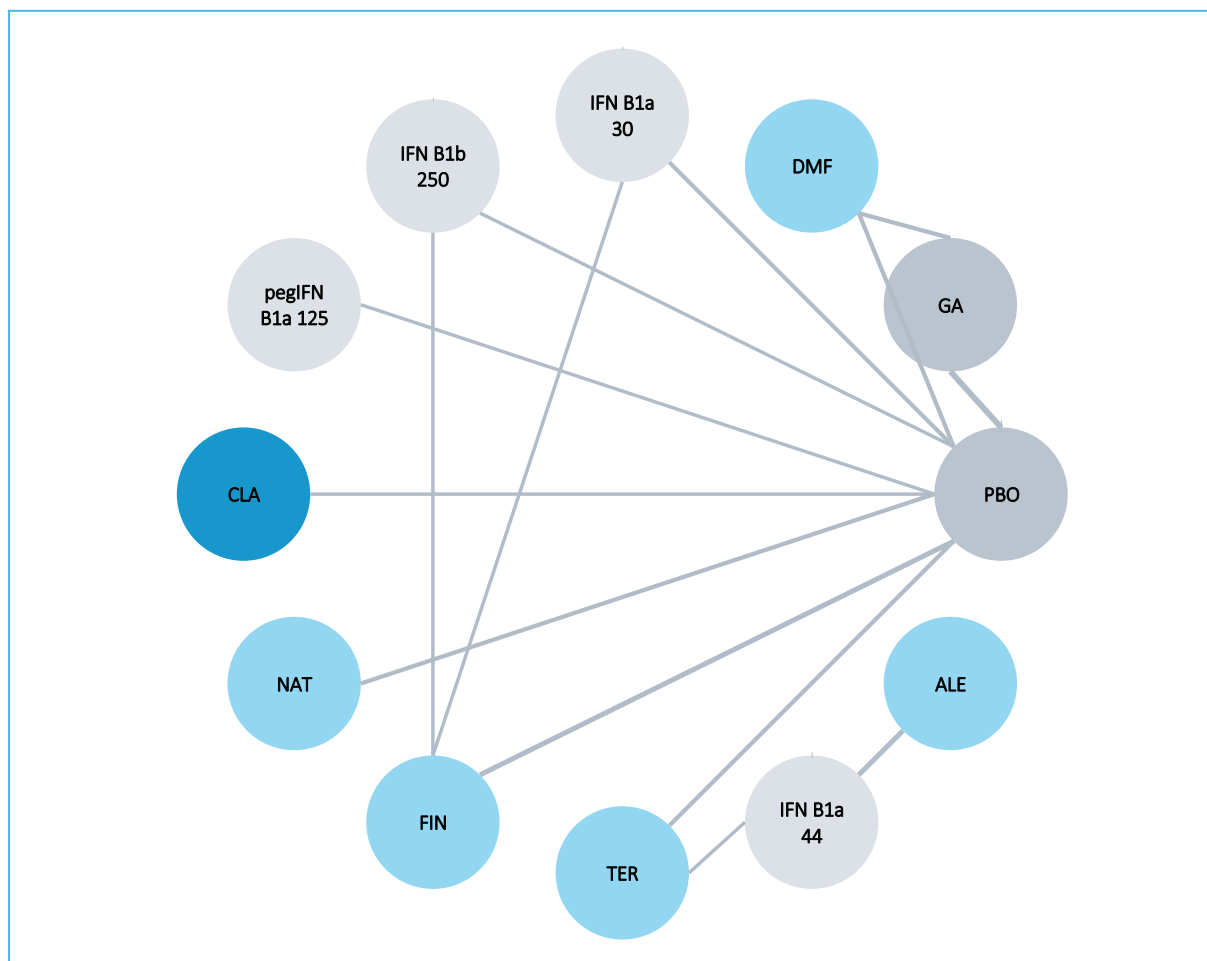 IFN B1a
30
IFN B1b
250
DMF
pegIFN
B1a 125
GA
CLA
PBO
NAT
ALE
FIN
IFN B1a
44
TER